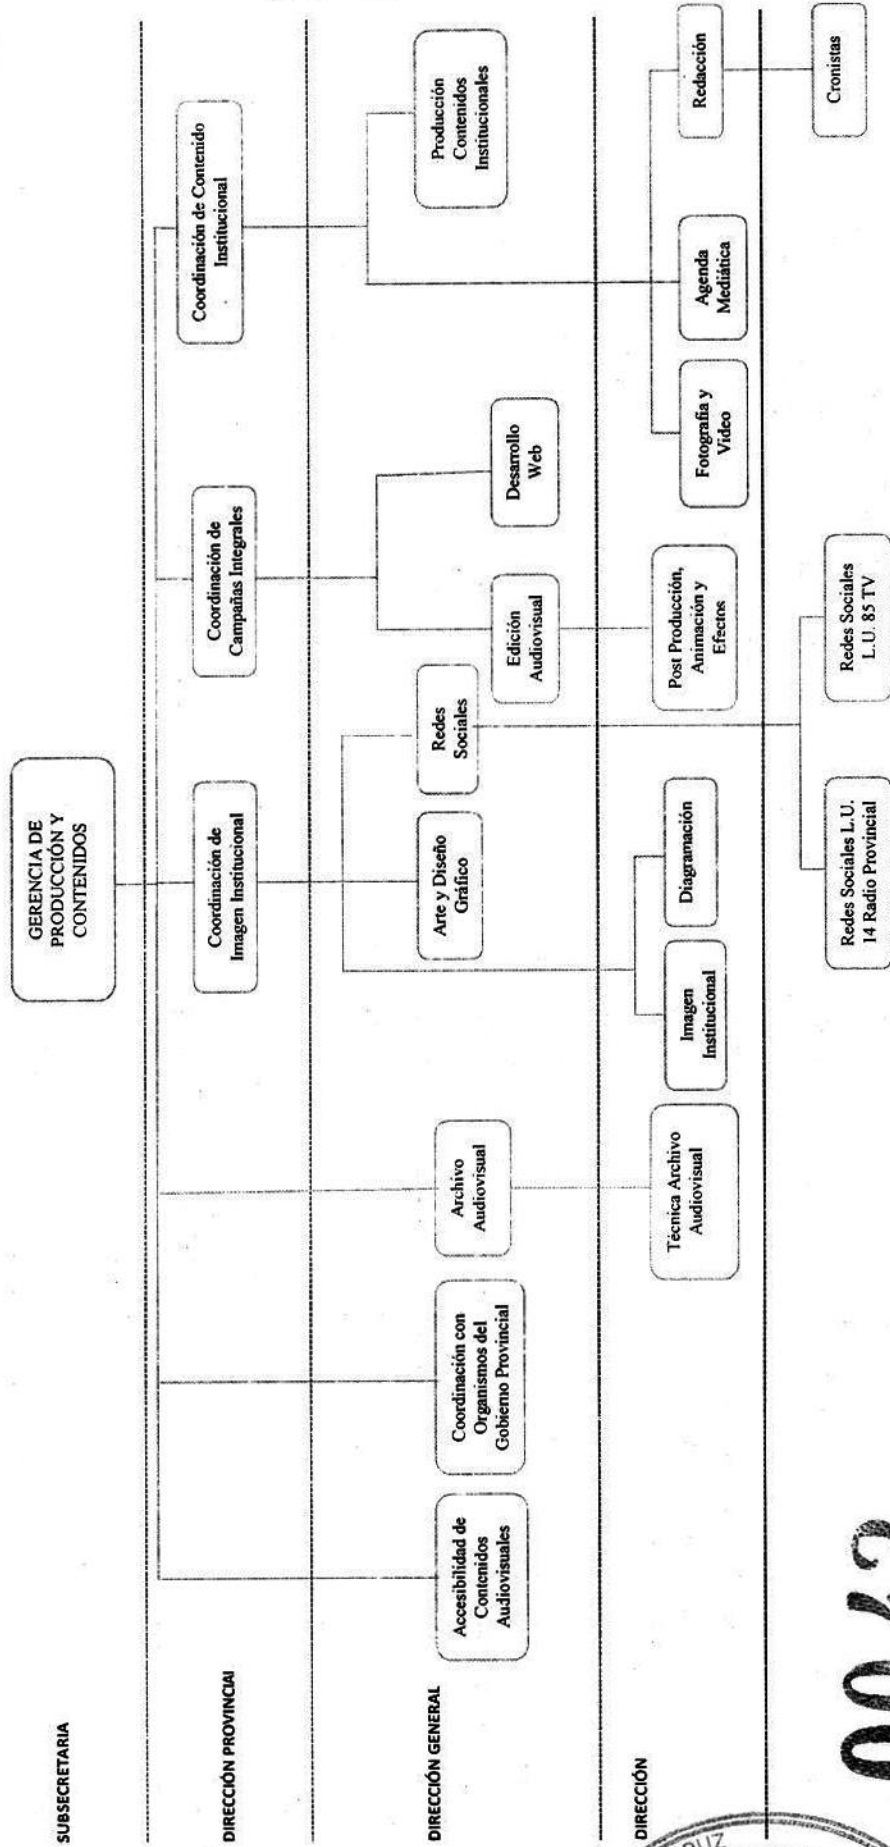 SUBSECRETARIA
GERENCIA DE
PRODUCCIÓN Y
CONTENIDOS
DIRECCIÓN PROVINCIAL
Coordinación de
Imagen Institucional
Coordinación de
Campañas Integrales
Coordinación de Contenido
Institucional
DIRECCIÓN GENERAL
Accesibilidad de
Contenidos
Audiovisuales
Coordinación con
Organismos del
Gobierno Provincial
Archivo
Audiovisual
Arte y Diseño
Gráfico
Redes
Sociales
Edición
Audiovisual
Desarrollo
Web
Producción
Contenidos
Institucionales
DIRECCIÓN
Técnica Archivo
Audiovisual
Imagen
Institucional
Diagramación
Post Producción,
Animación y
Efectos
Fotografía y
Video
Agenda
Mediática
Redacción
Redes Sociales L.U.
14 Radio Provincial
Redes Sociales
L.U. 85 TV
Cronistas